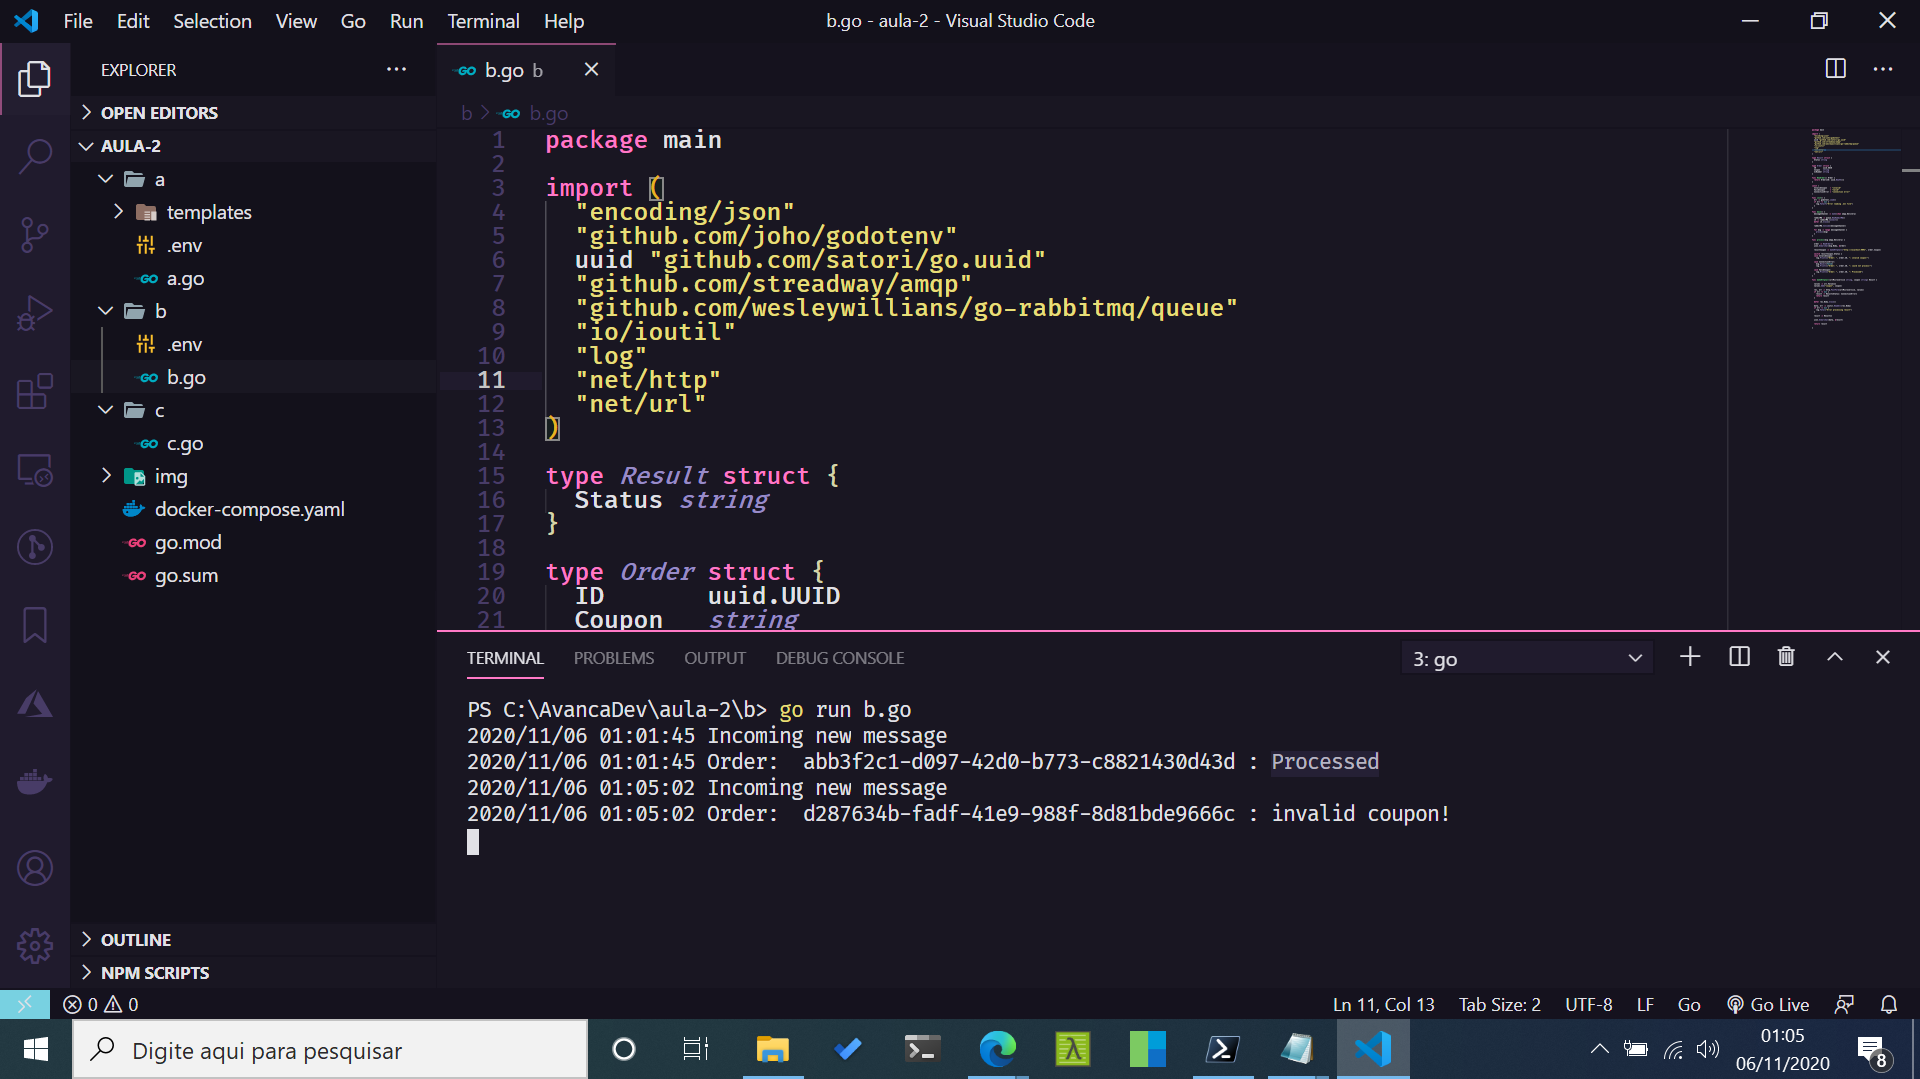 File Edit Selection View Go Run Terminal Help
b.go - aula-2 - Visual Studio Code
EXPLORER
OPEN EDITORS
AULA-2
a
templates
.env
a.go
b
.env
b.go
c
c.go
img
docker-compose.yaml
go.mod
go.sum
OUTLINE
NPM SCRIPTS
GO b.go b
b > GO b.go
1 package main
2
3 import (
4 "encoding/json"
5 "github.com/joho/godotenv"
6 uuid "github.com/satori/go.uuid"
7 "github.com/streadway/amqp"
8 "github.com/wesleywillians/go-rabbitmq/queue"
9 "io/ioutil"
10 "log"
11 "net/http"
12 "net/url"
13 )
14
15 type Result struct {
16 Status string
17 }
18
19 type Order struct {
20 ID uuid.UUID
21 Coupon string
TERMINAL PROBLEMS OUTPUT DEBUG CONSOLE
3: go
PS C:\AvancaDev\aula-2\b> go run b.go
2020/11/06 01:01:45 Incoming new message
2020/11/06 01:01:45 Order:  abb3f2c1-d097-42d0-b773-c8821430d43d : Processed
2020/11/06 01:05:02 Incoming new message
2020/11/06 01:05:02 Order:  d287634b-fadf-41e9-988f-8d81bde9666c : invalid coupon!
0 0
Ln 11, Col 13 Tab Size: 2 UTF-8 LF Go Go Live
Digite aqui para pesquisar
01:05
06/11/2020
8